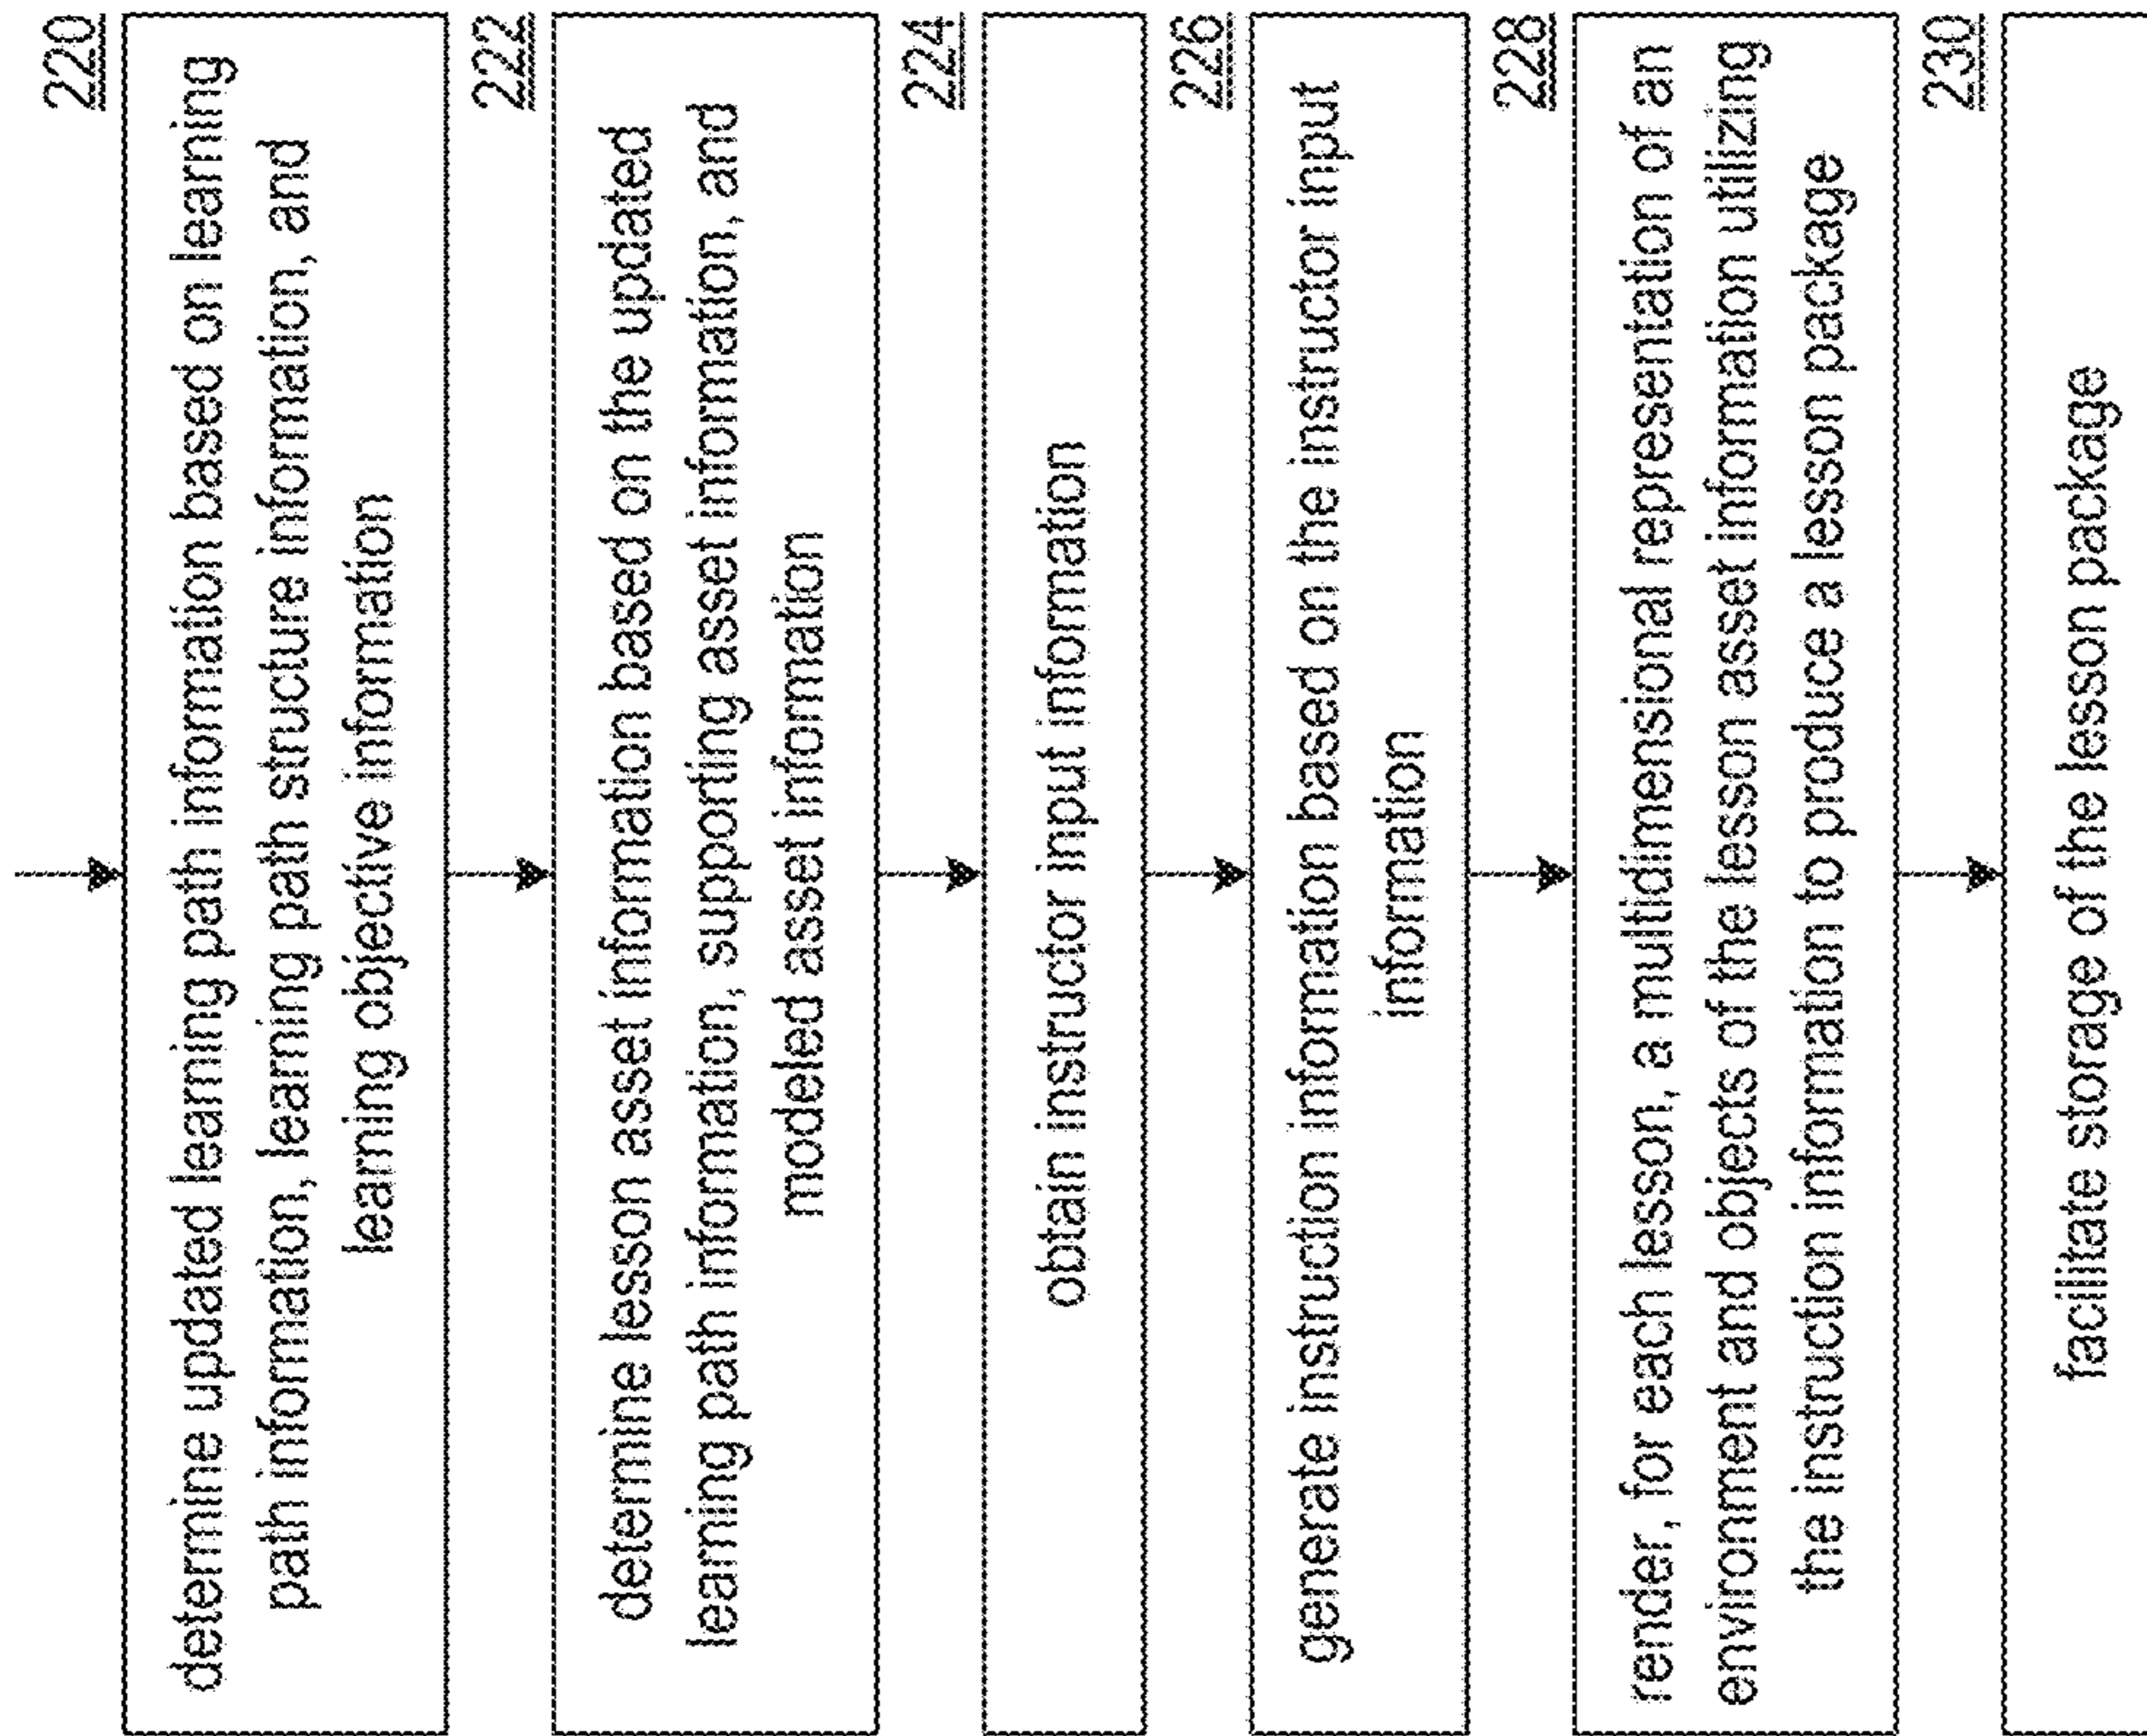 220
determine updated learning path information based on learning
path information, learning path structure information, and
learning objective information
222
determine lesson asset information based on the updated
learning path information, supporting asset information, and
modeled asset information
224
obtain instructor input information
226
generate instruction information based on the instructor input
information
228
render, for each lesson, a multidimensional representation of an
environment and objects of the lesson asset information utilizing
the instruction information to produce a lesson package
230
facilitate storage of the lesson package